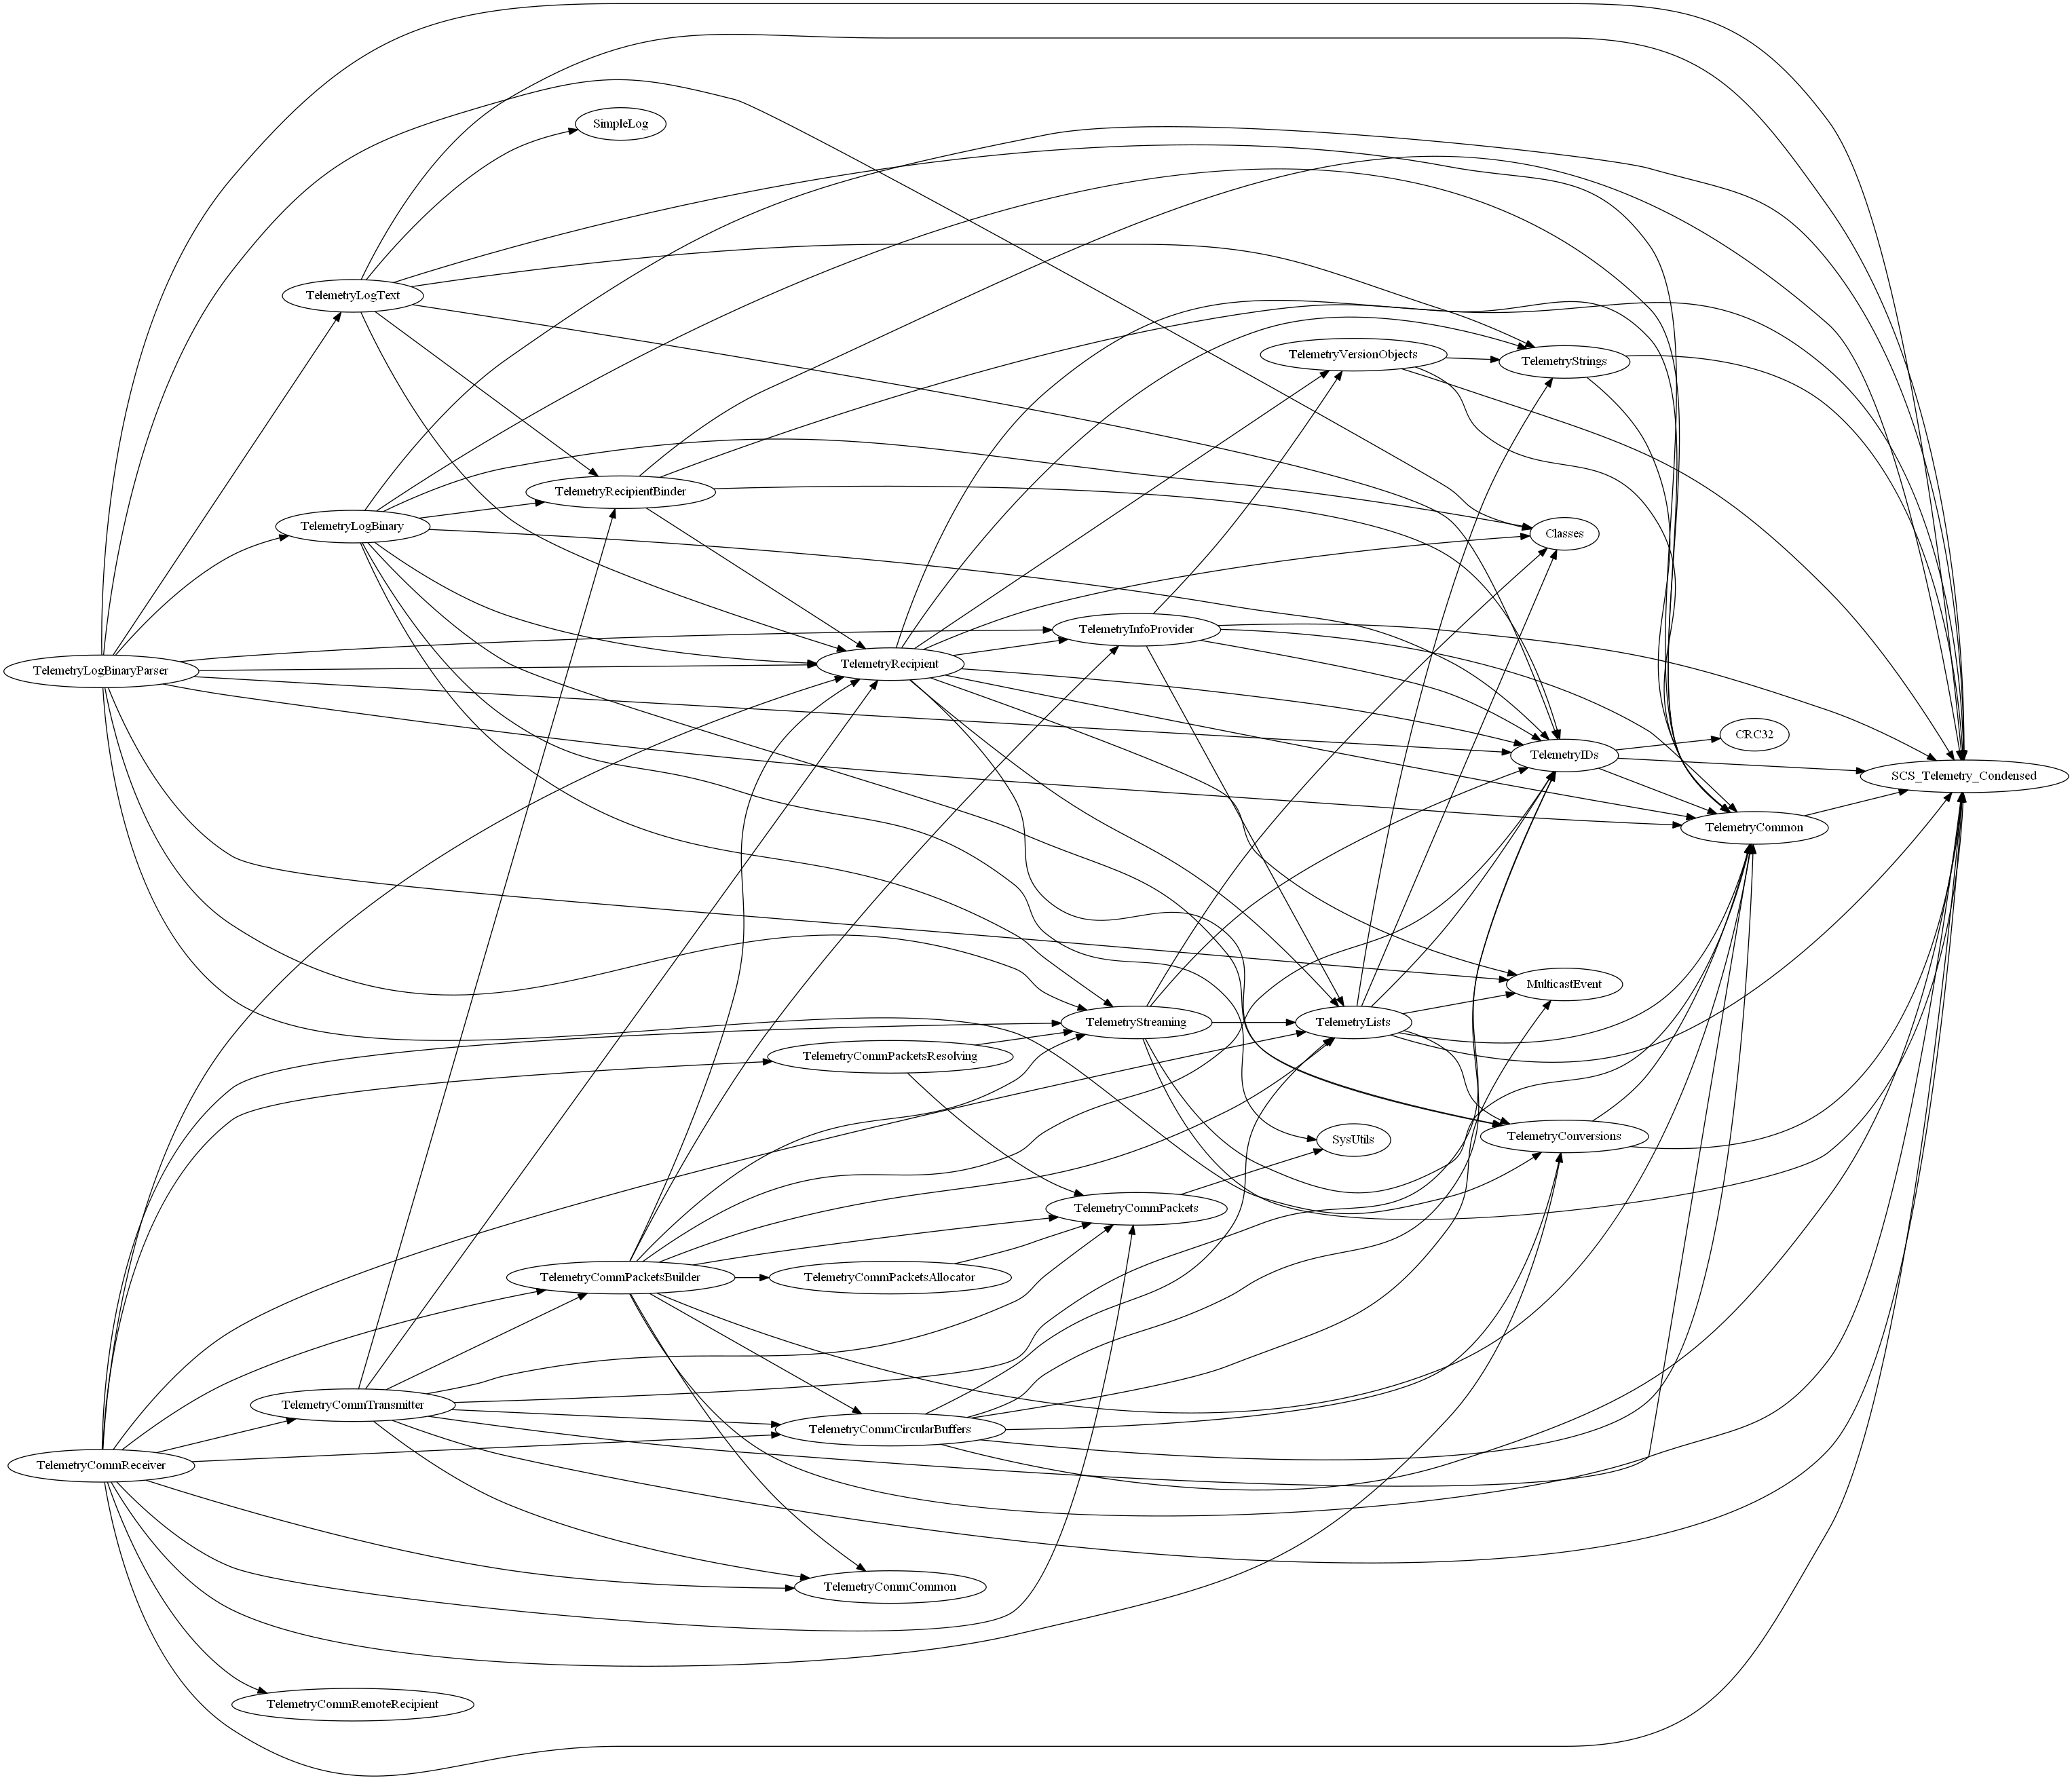 SimpleLog
TelemetryLogText
TelemetryVersionObjects
TelemetryStrings
TelemetryRecipientBinder
TelemetryLogBinary
Classes
TelemetryInfoProvider
TelemetryLogBinaryParser
TelemetryRecipient
CRC32
TelemetryIDs
SCS_Telemetry_Condensed
TelemetryCommon
MulticastEvent
TelemetryStreaming
TelemetryLists
TelemetryCommPacketsResolving
SysUtils
TelemetryConversions
TelemetryCommPackets
TelemetryCommPacketsBuilder
TelemetryCommPacketsAllocator
TelemetryCommTransmitter
TelemetryCommCircularBuffers
TelemetryCommReceiver
TelemetryCommCommon
TelemetryCommRemoteRecipient